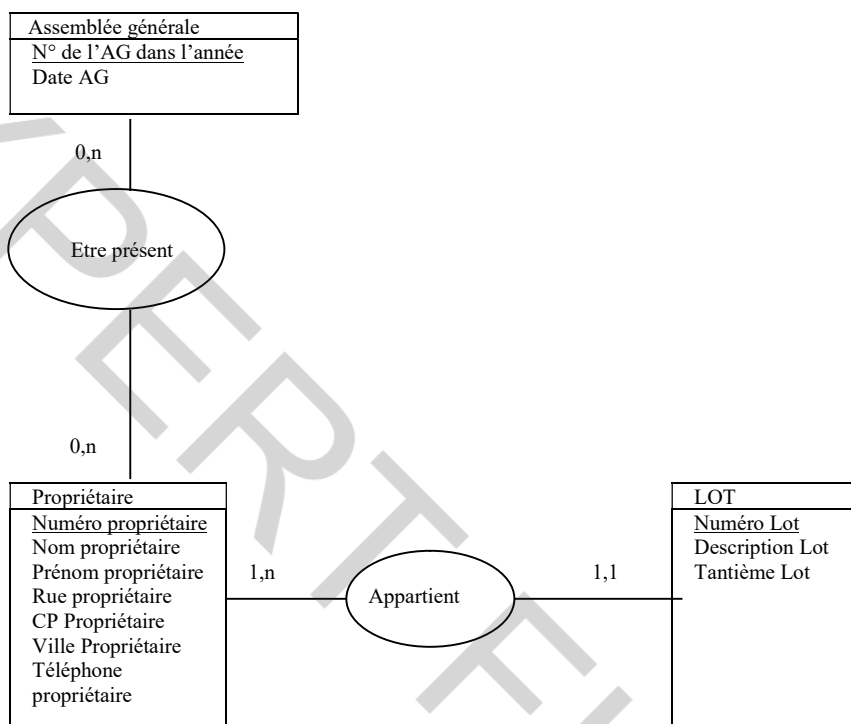 Assemblée générale
N° de l'AG dans l'année
Date AG
0,n
Etre présent
0,n
Propriétaire
Numéro propriétaire
Nom propriétaire
Prénom propriétaire
Rue propriétaire
CP Propriétaire
Ville Propriétaire
Téléphone
propriétaire
1,n
Appartient
1,1
LOT
Numéro Lot
Description Lot
Tantième Lot